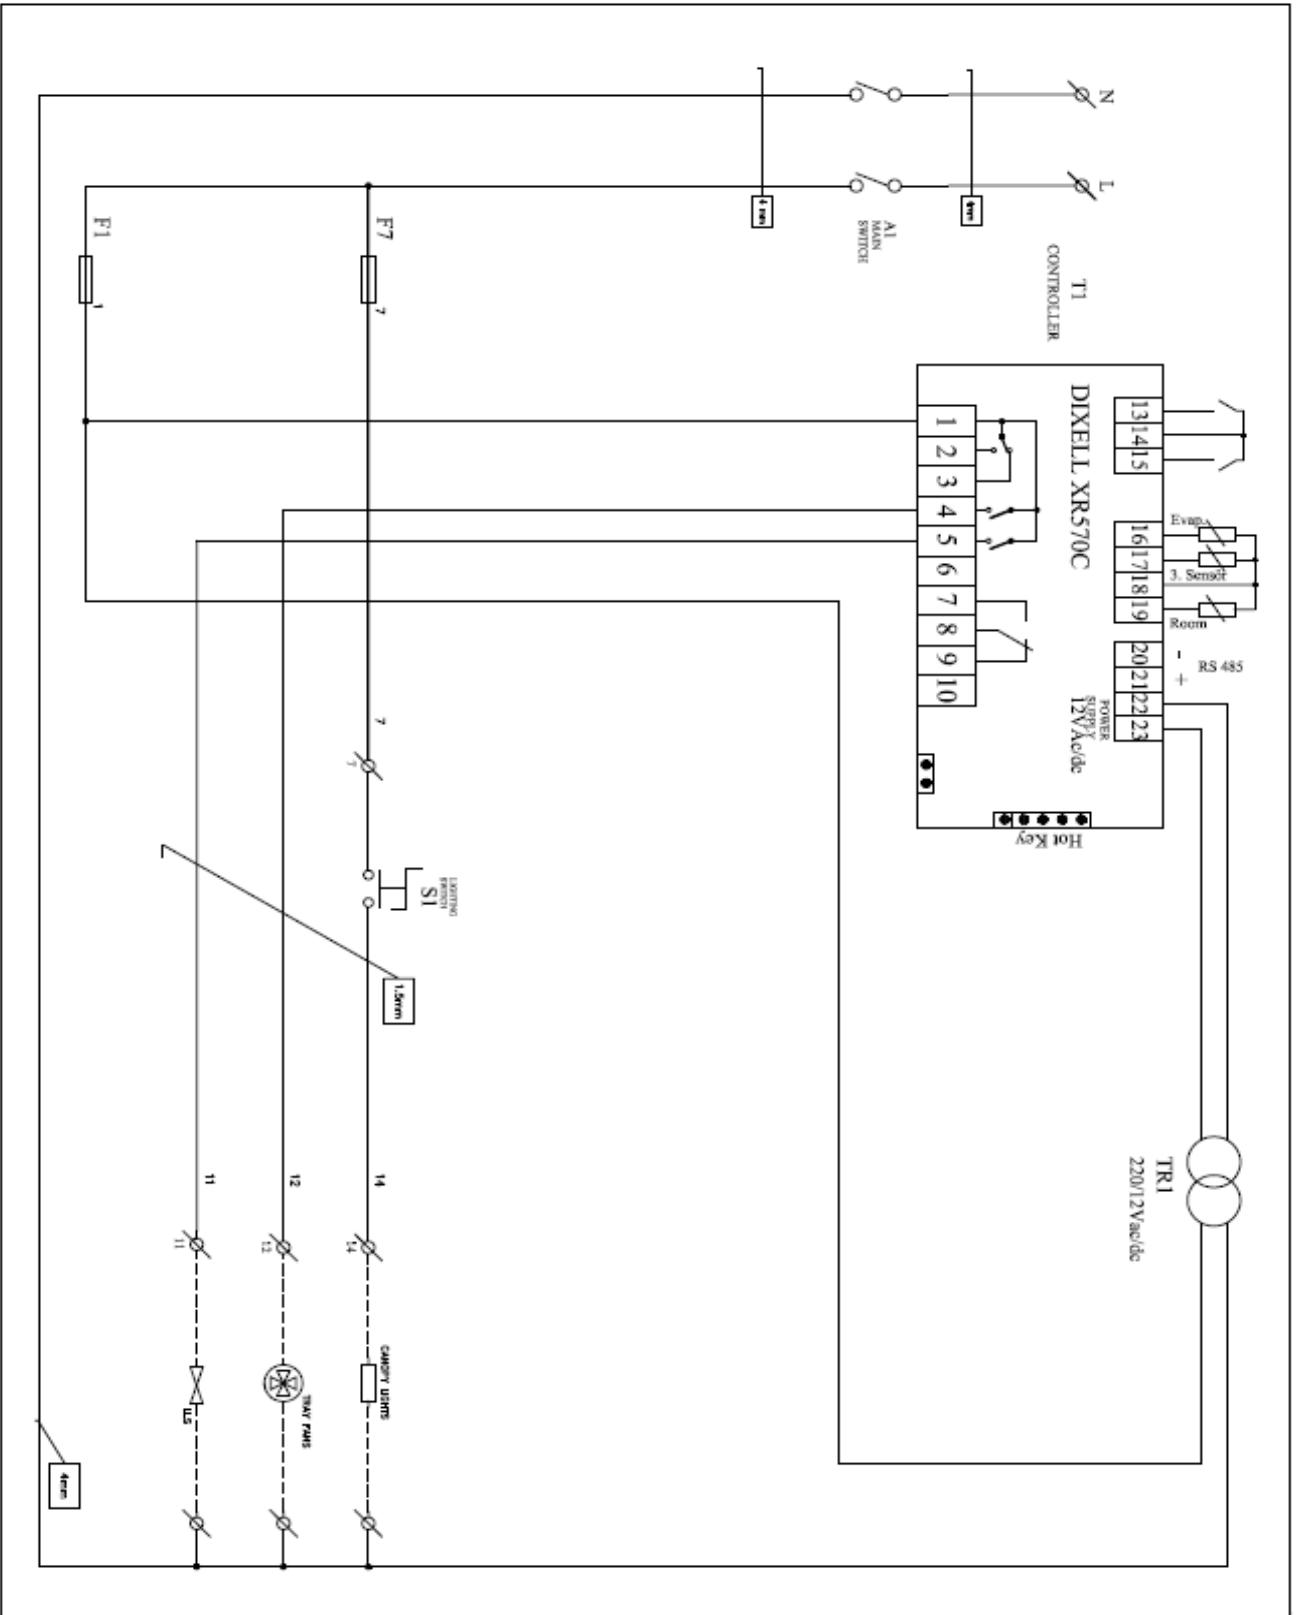 N
L
4mm
4 mm
A1
MAIN
SWITCH
T1
CONTROLLER
F1
1
F7
7
DIXELL XR570C
1
2
3
4
5
6
7
8
9
10
13 14 15
16 17 18 19
20 21 22 23
Evap.
3. Sensör
Room
- +
RS 485
POWER
SUPPLY
12VAc/dc
Hot Key
7
7
LIGHTING
SWITCH
S1
1.5mm
TR1
220/12Vac/dc
11
12
14
11
12
14
CANOPY LIGHTS
TRAY FANS
LLS
4mm